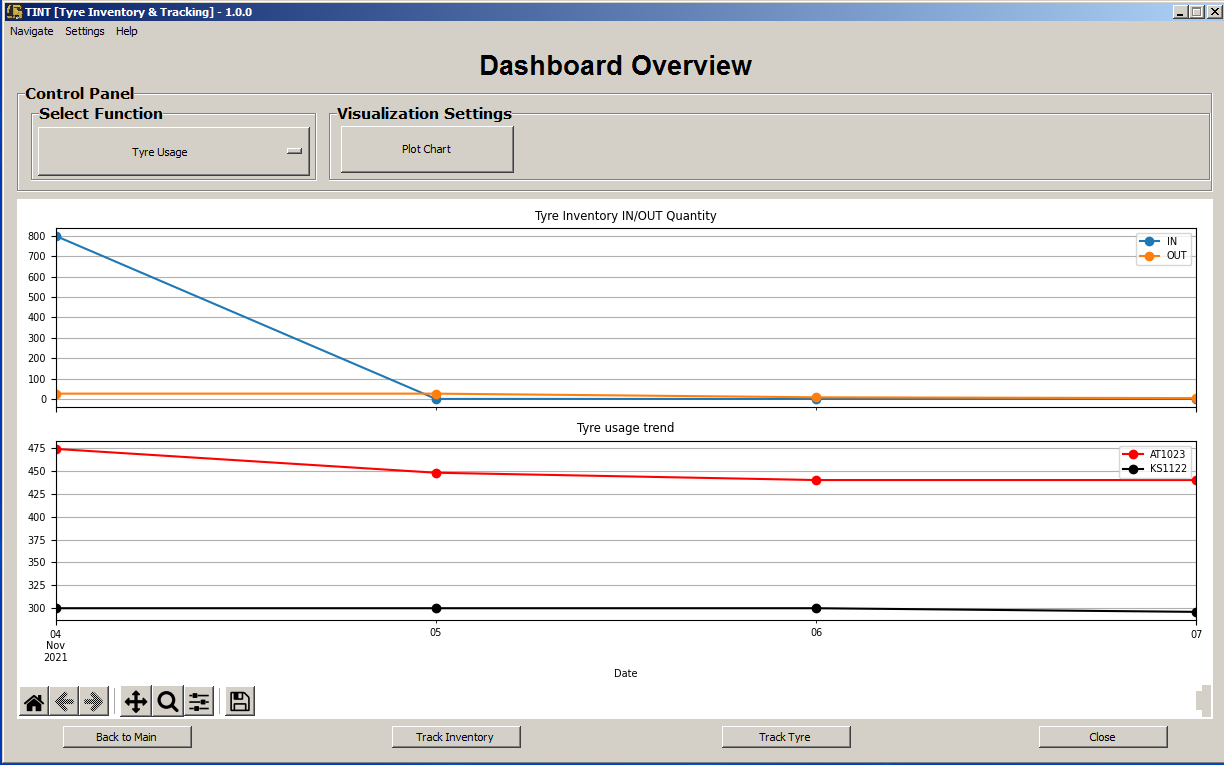 TINT [Tyre Inventory & Tracking] - 1.0.0
Navigate Settings Help
Dashboard Overview
Control Panel
Select Function
Visualization Settings
Tyre Usage
Plot Chart
Tyre Inventory IN/OUT Quantity
800
700
600
500
400
300
200
100
0
IN
OUT
Tyre usage trend
475
450
425
400
375
350
325
300
AT1023
KS1122
04 05 06 07
Nov
2021
Date
Back to Main Track Inventory Track Tyre Close